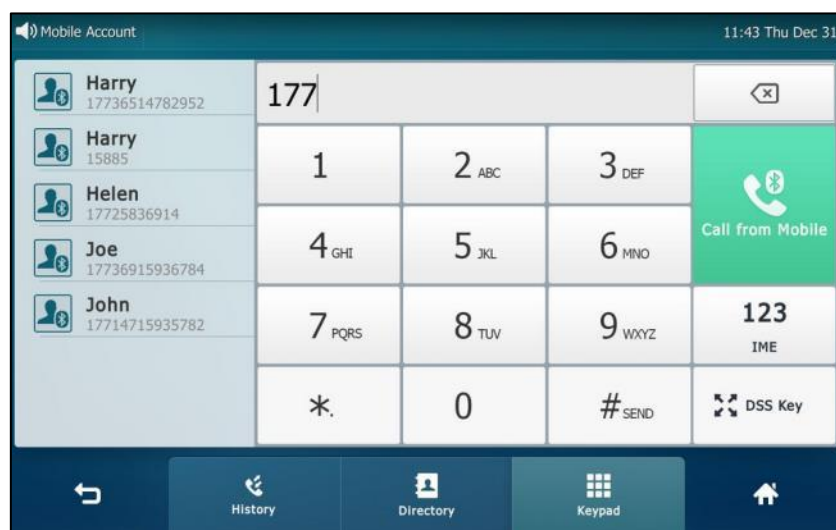 Mobile Account
11:43 Thu Dec 31
Harry
17736514782952
Harry
15885
Helen
17725836914
Joe
17736915936784
John
17714715935782
177
1
2 ABC
3 DEF
Call from Mobile
4 GHI
5 JKL
6 MNO
7 PQRS
8 TUV
9 WXYZ
123
IME
*.
0
# SEND
DSS Key
History
Directory
Keypad